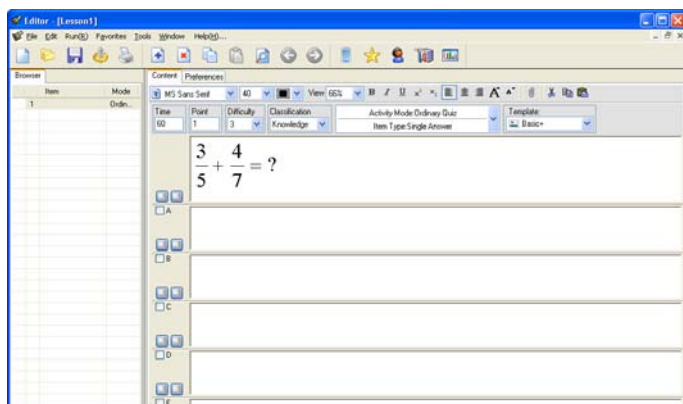 Editor - [Lesson1]
File Edit Run(R) Favorites Tools Window Help(H)...
Browser
Content Preferences
Item Mode
1 Ordin...
MS Sans Serif 40 View 66% B I U
Time Point Difficulty Classification Activity Mode:Ordinary Quiz Template:
60 1 3 Knowledge Item Type:Single Answer Basic+
3/5 + 4/7 = ?
A
B
C
D
E